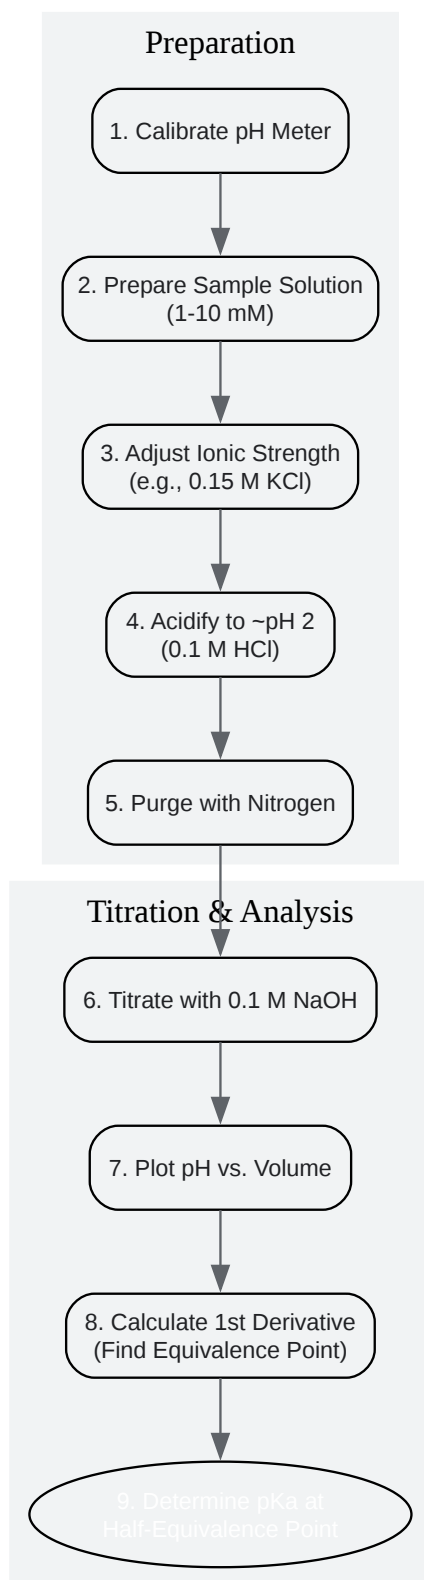 Preparation
1. Calibrate pH Meter
2. Prepare Sample Solution
(1-10 mM)
3. Adjust Ionic Strength
(e.g., 0.15 M KCl)
4. Acidify to ~pH 2
(0.1 M HCl)
5. Purge with Nitrogen
Titration & Analysis
6. Titrate with 0.1 M NaOH
7. Plot pH vs. Volume
8. Calculate 1st Derivative
(Find Equivalence Point)
9. Determine pKa at
Half-Equivalence Point